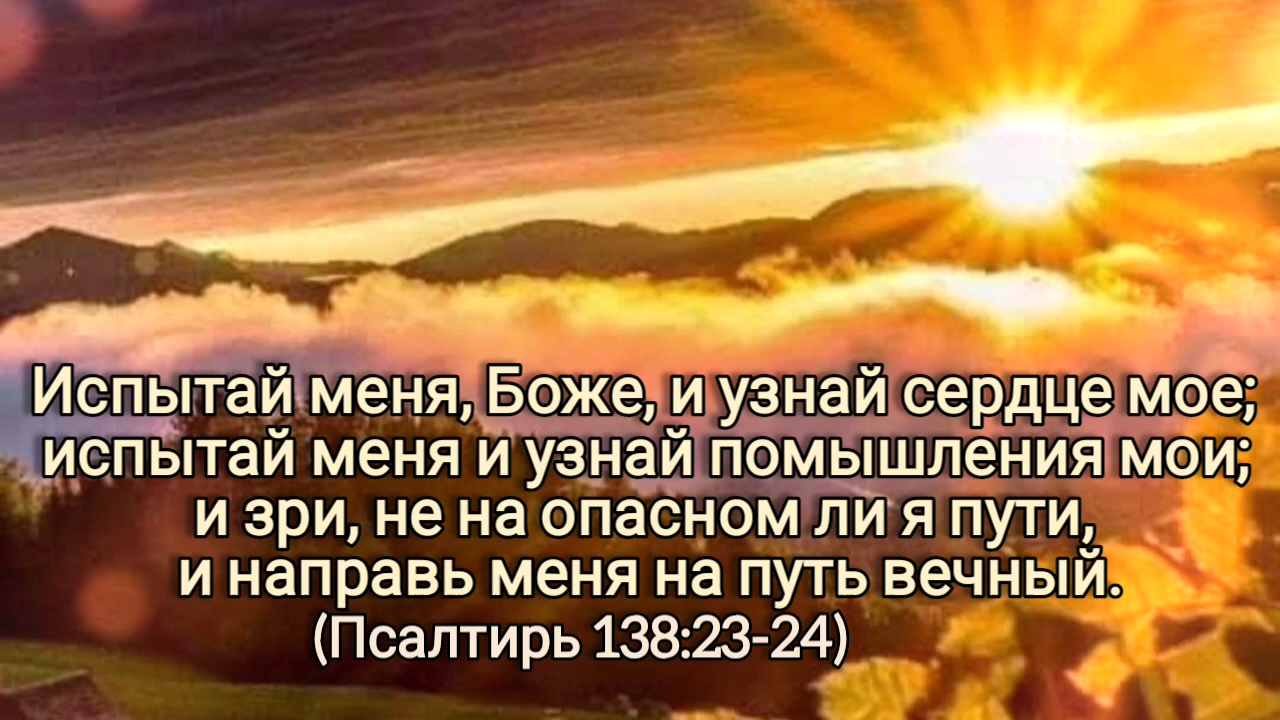 Испытай меня, Боже, и узнай сердце мое;
испытай меня и узнай помышления мои;
и зри, не на опасном ли я пути,
и направь меня на путь вечный.
(Псалтирь 138:23-24)